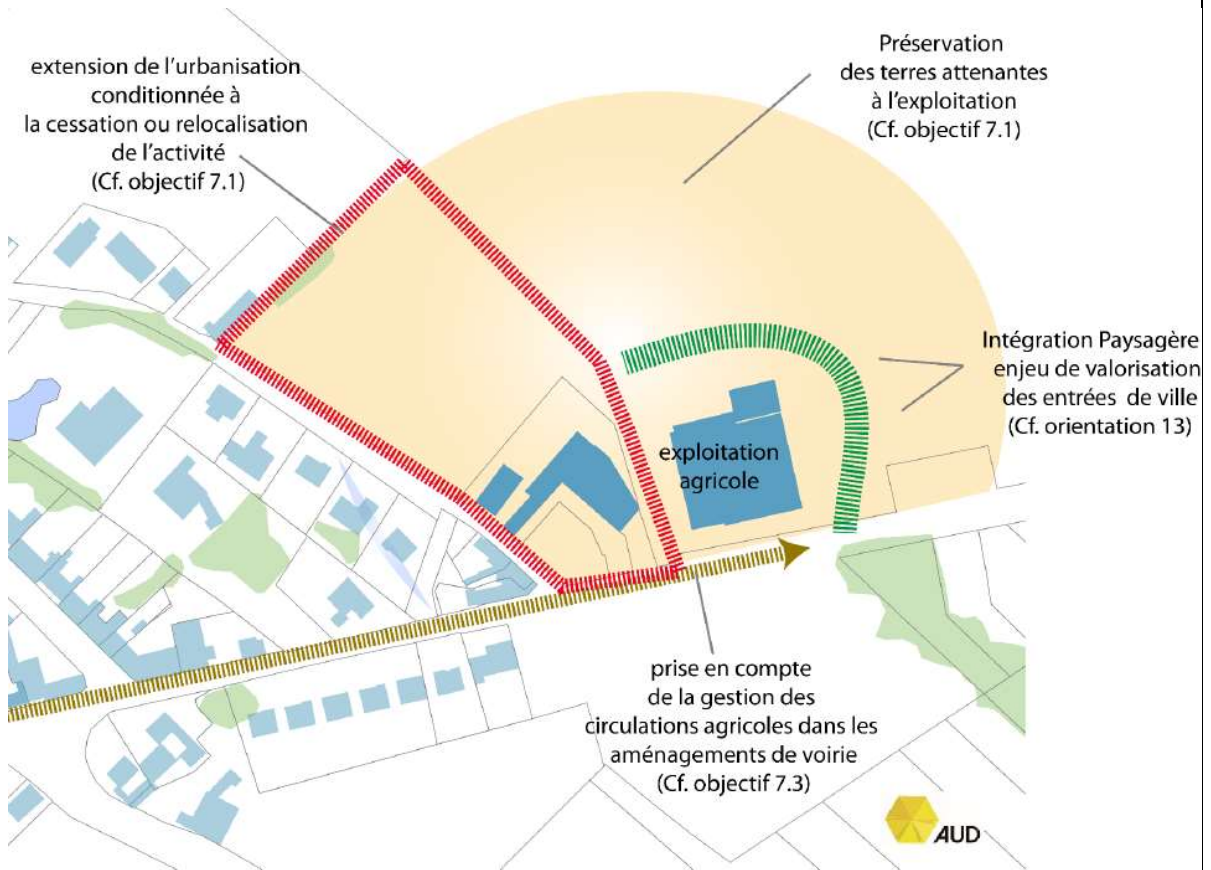 extension de l'urbanisation
conditionnée à
la cessation ou relocalisation
de l'activité
(Cf. objectif 7.1)
Préservation
des terres attenantes
à l'exploitation
(Cf. objectif 7.1)
Intégration Paysagère
enjeu de valorisation
des entrées de ville
(Cf. orientation 13)
exploitation
agricole
prise en compte
de la gestion des
circulations agricoles dans les
aménagements de voirie
(Cf. objectif 7.3)
AUD